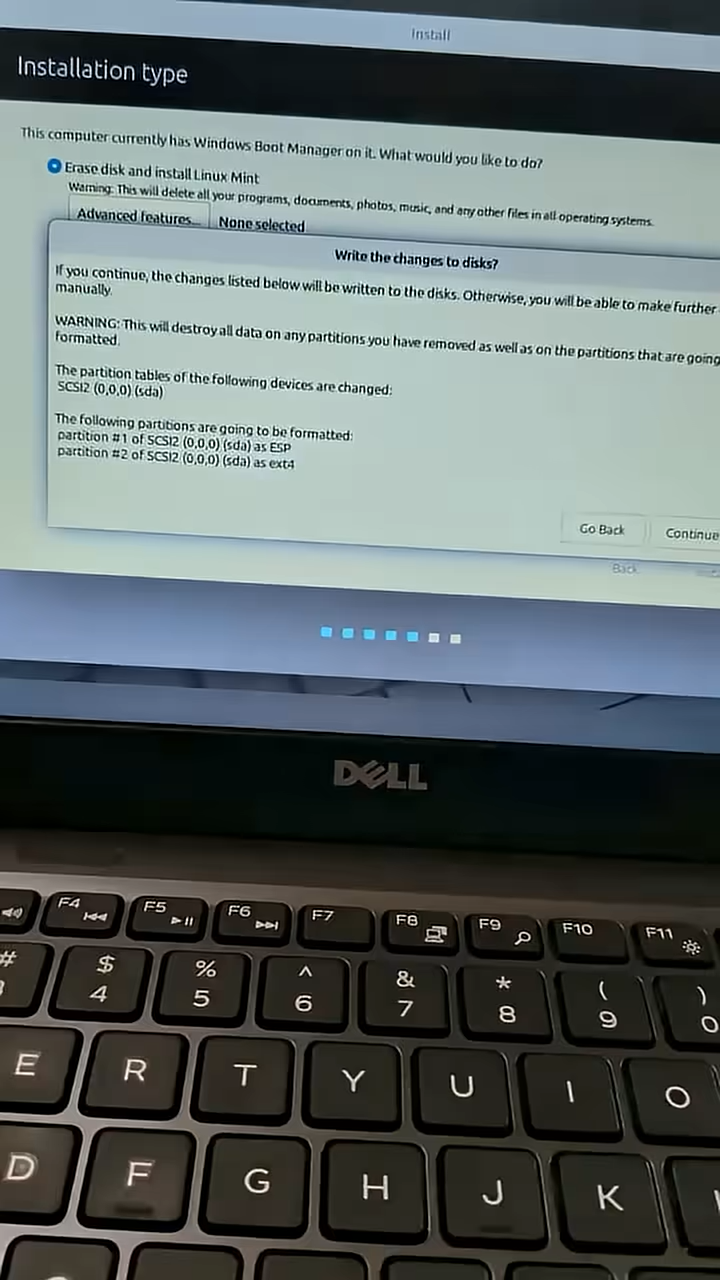 Install
Installation type
This computer currently has Windows Boot Manager on it. What would you like to do?
Erase disk and install Linux Mint
Warning: This will delete all your programs, documents, photos, music, and any other files in all operating systems.
Advanced features... None selected
Write the changes to disks?
If you continue, the changes listed below will be written to the disks. Otherwise, you will be able to make further
manually.
WARNING: This will destroy all data on any partitions you have removed as well as on the partitions that are going
formatted.
The partition tables of the following devices are changed:
SCSI2 (0,0,0) (sda)
The following partitions are going to be formatted:
partition #1 of SCSI2 (0,0,0) (sda) as ESP
partition #2 of SCSI2 (0,0,0) (sda) as ext4
Go Back Continue
Back
DELL
F4 F5 F6 F7 F8 F9 F10 F11
# $ % ^ & * ( )
4 5 6 7 8 9 0
E R T Y U I O
D F G H J K